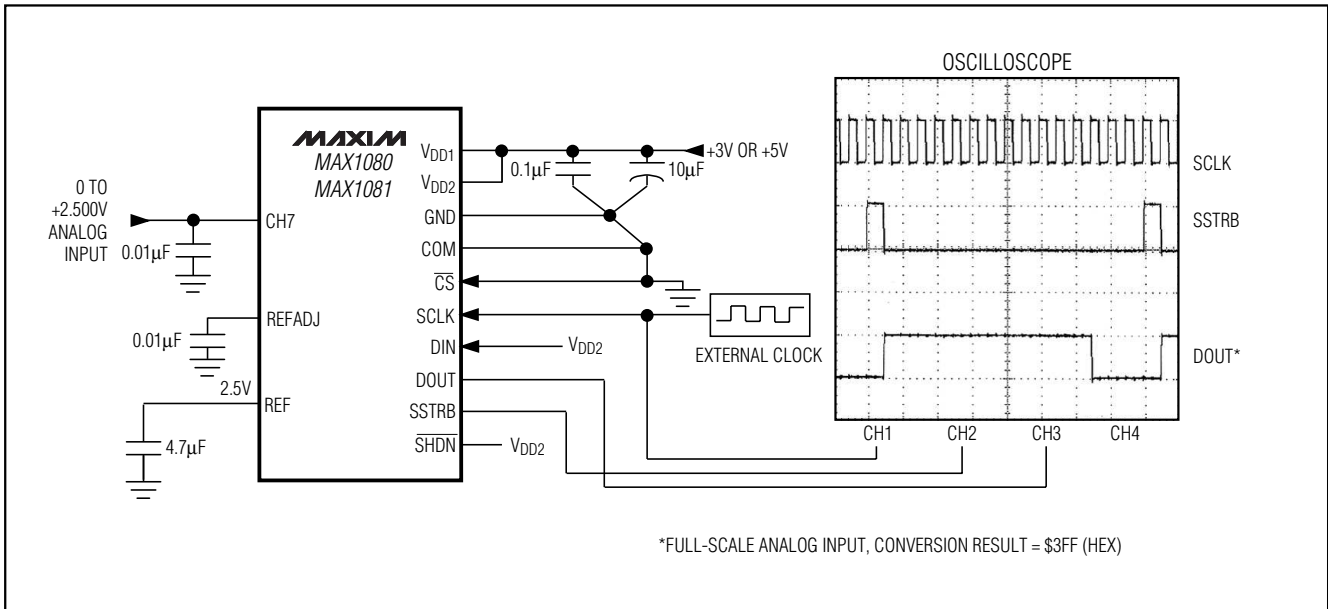 OSCILLOSCOPE
MAXIM
MAX1080
MAX1081
0 TO
+2.500V
ANALOG
INPUT
0.01µF
CH7
REFADJ
0.01µF
2.5V
REF
4.7µF
VDD1
VDD2
GND
COM
CS
SCLK
DIN
DOUT
SSTRB
SHDN
0.1µF
10µF
+3V OR +5V
EXTERNAL CLOCK
VDD2
VDD2
SCLK
SSTRB
DOUT*
CH1 CH2 CH3 CH4
*FULL-SCALE ANALOG INPUT, CONVERSION RESULT = $3FF (HEX)